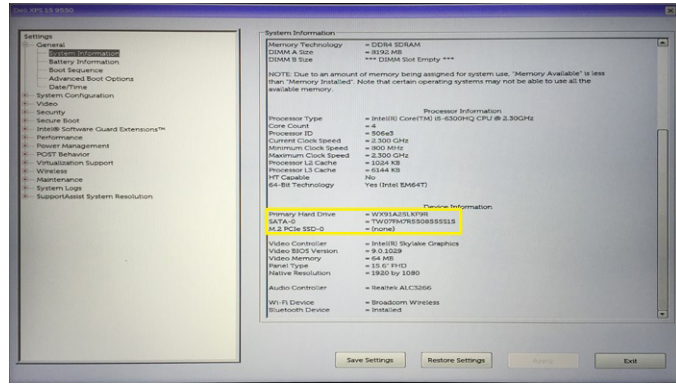 Dell XPS 15 9550
Settings
General
System Information
Battery Information
Boot Sequence
Advanced Boot Options
Date/Time
System Configuration
Video
Security
Secure Boot
Intel® Software Guard Extensions™
Performance
Power Management
POST Behavior
Virtualization Support
Wireless
Maintenance
System Logs
SupportAssist System Resolution
System Information
Memory Technology = DDR4 SDRAM
DIMM A Size = 8192 MB
DIMM B Size *** DIMM Slot Empty ***
NOTE: Due to an amount of memory being assigned for system use, "Memory Available" is less
than "Memory Installed". Note that certain operating systems may not be able to use all the
available memory.
Processor Information
Processor Type = Intel(R) Core(TM) i5-6300HQ CPU @ 2.30GHz
Core Count = 4
Processor ID = 506e3
Current Clock Speed = 2.300 GHz
Minimum Clock Speed = 800 MHz
Maximum Clock Speed = 2.300 GHz
Processor L2 Cache = 1024 KB
Processor L3 Cache = 6144 KB
HT Capable No
64-Bit Technology Yes (Intel EM64T)
Device Information
Primary Hard Drive = WX91A25LKP9R
SATA-0
M.2 PCIe SSD-0 = (none)
Video Controller = Intel(R) Skylake Graphics
Video BIOS Version = 9.0.1029
Video Memory = 64 MB
Panel Type = 15.6" FHD
Native Resolution = 1920 by 1080
Audio Controller = Realtek ALC3266
Wi-Fi Device = Broadcom Wireless
Bluetooth Device = Installed
Save Settings
Restore Settings
Exit